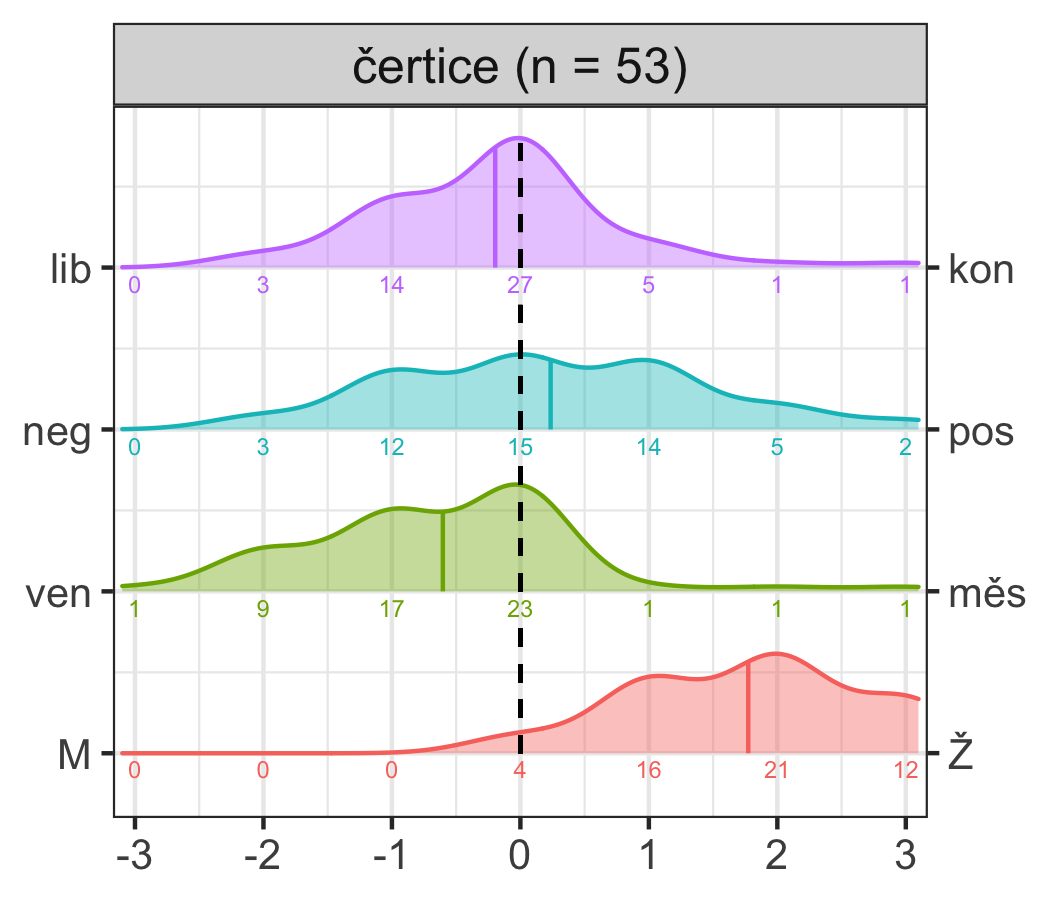 čertice (n = 53)
lib kon
0 3 14 27 5 1 1
neg pos
0 3 12 15 14 5 2
ven měs
1 9 17 23 1 1 1
M Ž
0 0 0 4 16 21 12
-3 -2 -1 0 1 2 3